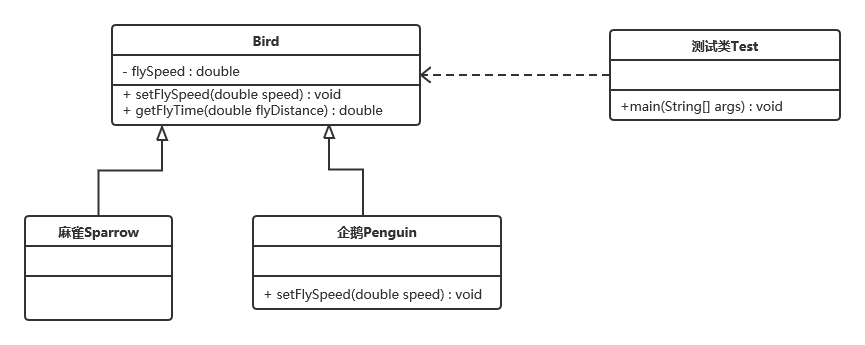 Bird
- flySpeed : double
+ setFlySpeed(double speed) : void
+ getFlyTime(double flyDistance) : double
测试类Test
+main(String[] args) : void
麻雀Sparrow
企鹅Penguin
+ setFlySpeed(double speed) : void